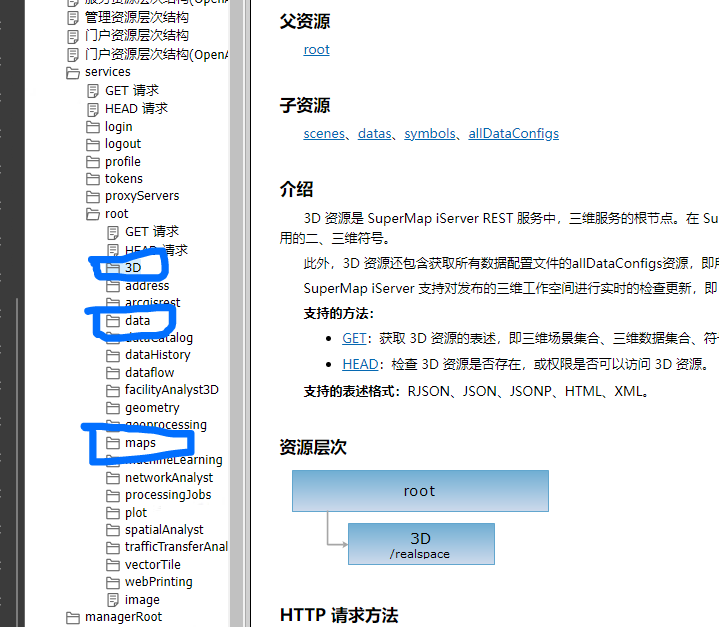 服务资源层次结构(OpenA
管理资源层次结构
门户资源层次结构
门户资源层次结构(OpenA
services
GET 请求
HEAD 请求
login
logout
profile
tokens
proxyServers
root
GET 请求
HEAD 请求
3D
address
arcgisrest
data
dataCatalog
dataHistory
dataflow
facilityAnalyst3D
geometry
geoprocessing
maps
machineLearning
networkAnalyst
processingJobs
plot
spatialAnalyst
trafficTransferAnal
vectorTile
webPrinting
image
managerRoot
父资源
root
子资源
scenes、datas、symbols、allDataConfigs
介绍
3D 资源是 SuperMap iServer REST 服务中，三维服务的根节点。在 Su
用的二、三维符号。
此外，3D 资源还包含获取所有数据配置文件的allDataConfigs资源，即用
SuperMap iServer 支持对发布的三维工作空间进行实时的检查更新，即
支持的方法：
GET：获取 3D 资源的表述，即三维场景集合、三维数据集合、符
HEAD：检查 3D 资源是否存在，或权限是否可以访问 3D 资源。
支持的表述格式：RJSON、JSON、JSONP、HTML、XML。
资源层次
root
3D
/realspace
HTTP 请求方法